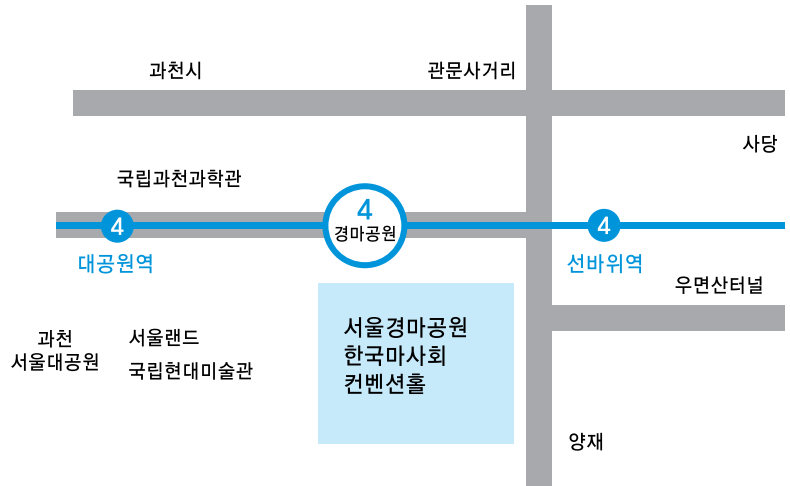 과천시
관문사거리
사당
국립과천과학관
4
경마공원
4
4
대공원역
선바위역
우면산터널
과천
서울대공원
서울랜드
국립현대미술관
서울경마공원
한국마사회
컨벤션홀
양재